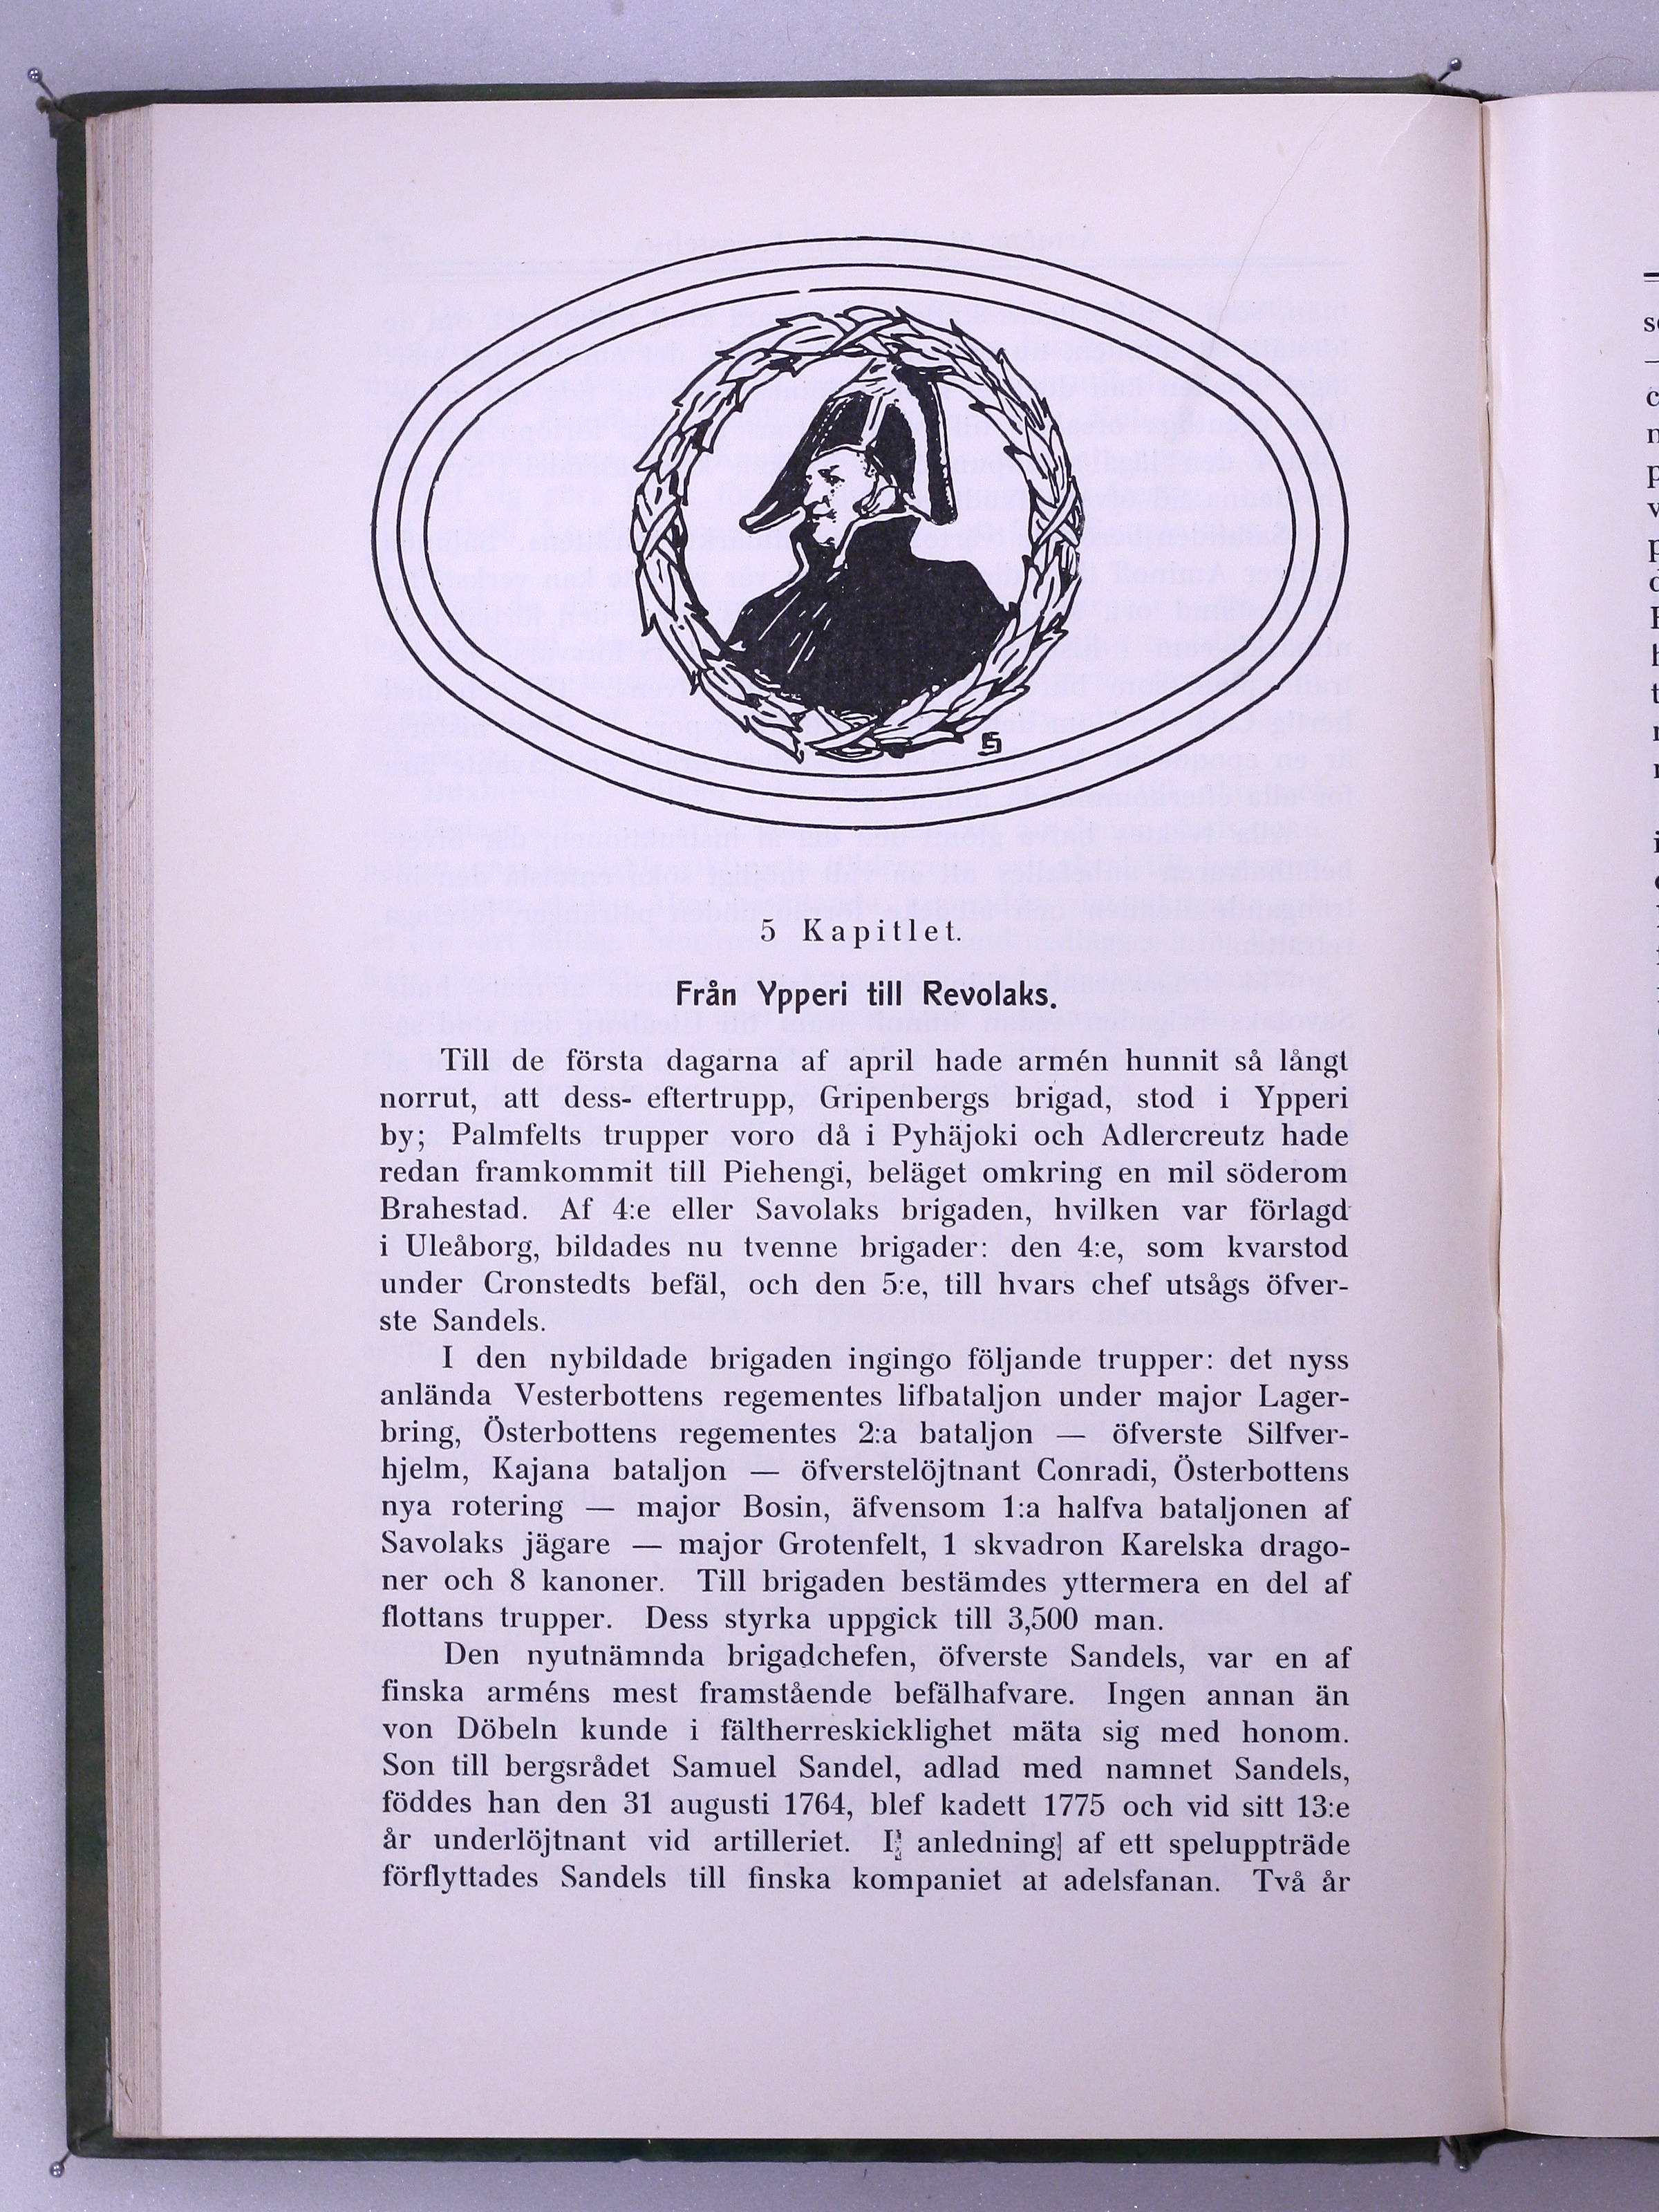 5 Kapitlet.
Från Ypperi till Revolaks.
Till de första dagarna af april hade armén hunnit så långt
norrut, att dess- eftertrupp, Gripenbergs brigad, stod i Ypperi
by; Palmfelts trupper voro då i Pyhäjoki och Adlercreutz hade
redan framkommit till Piehengi, beläget omkring en mil söderom
Brahestad. Af 4:e eller Savolaks brigaden, hvilken var förlagd
i Uleåborg, bildades nu tvenne brigader: den 4:e, som kvarstod
under Cronstedts befäl, och den 5:e, till hvars chef utsågs öfver-
ste Sandels.
I den nybildade brigaden ingingo följande trupper: det nyss
anlända Vesterbottens regementes lifbataljon under major Lager-
bring, Österbottens regementes 2:a bataljon — öfverste Silfver-
hjelm, Kajana bataljon — öfverstelöjtnant Conradi, Österbottens
nya rotering — major Bosin, äfvensom 1:a halfva bataljonen af
Savolaks jägare — major Grotenfelt, 1 skvadron Karelska drago-
ner och 8 kanoner. Till brigaden bestämdes yttermera en del af
flottans trupper. Dess styrka uppgick till 3,500 man.
Den nyutnämnda brigadchefen, öfverste Sandels, var en af
finska arméns mest framstående befälhafvare. Ingen annan än
von Döbeln kunde i fältherreskicklighet mäta sig med honom.
Son till bergsrådet Samuel Sandel, adlad med namnet Sandels,
föddes han den 31 augusti 1764, blef kadett 1775 och vid sitt 13:e
år underlöjtnant vid artilleriet. I anledning af ett speluppträde
förflyttades Sandels till finska kompaniet af adelsfanan. Två år